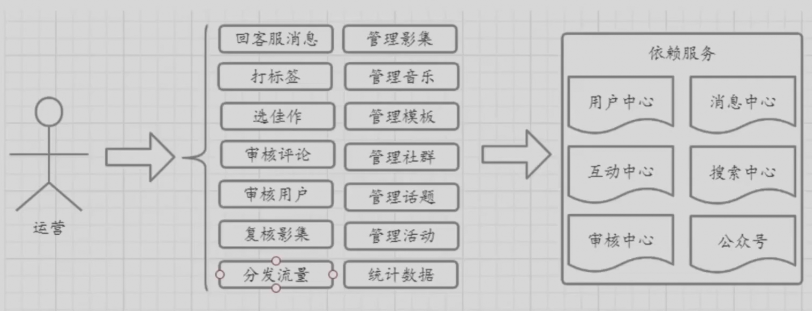 运营
回客服消息
管理影集
打标签
管理音乐
选佳作
管理模板
审核评论
管理社群
审核用户
管理话题
复核影集
管理活动
分发流量
统计数据
依赖服务
用户中心
消息中心
互动中心
搜索中心
审核中心
公众号